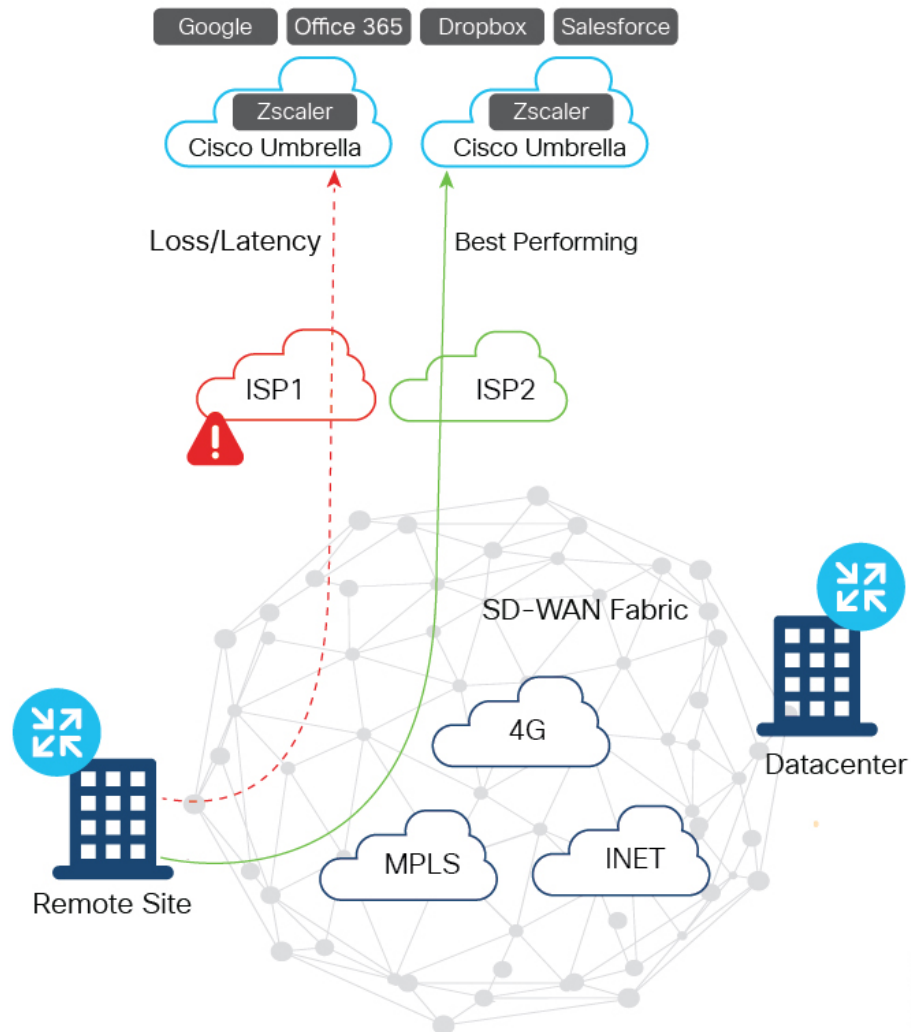 Google
Office 365
Dropbox
Salesforce
Zscaler
Cisco Umbrella
Zscaler
Cisco Umbrella
Loss/Latency
Best Performing
ISP1
ISP2
!
SD-WAN Fabric
4G
Datacenter
MPLS
INET
Remote Site